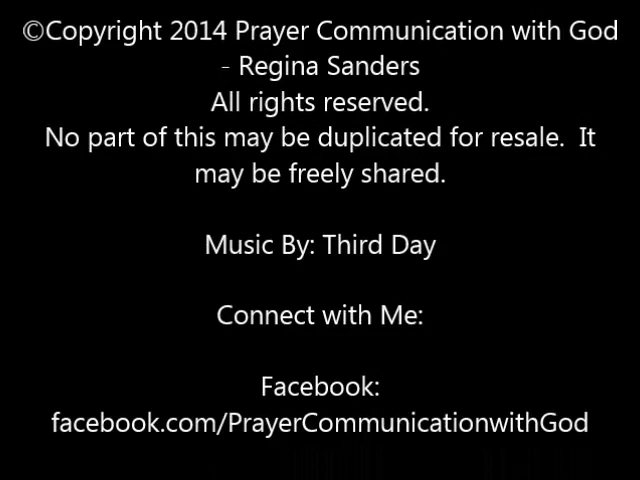 ©Copyright 2014 Prayer Communication with God
- Regina Sanders
All rights reserved.
No part of this may be duplicated for resale.  It
may be freely shared.
Music By: Third Day
Connect with Me:
Facebook:
facebook.com/PrayerCommunicationwithGod